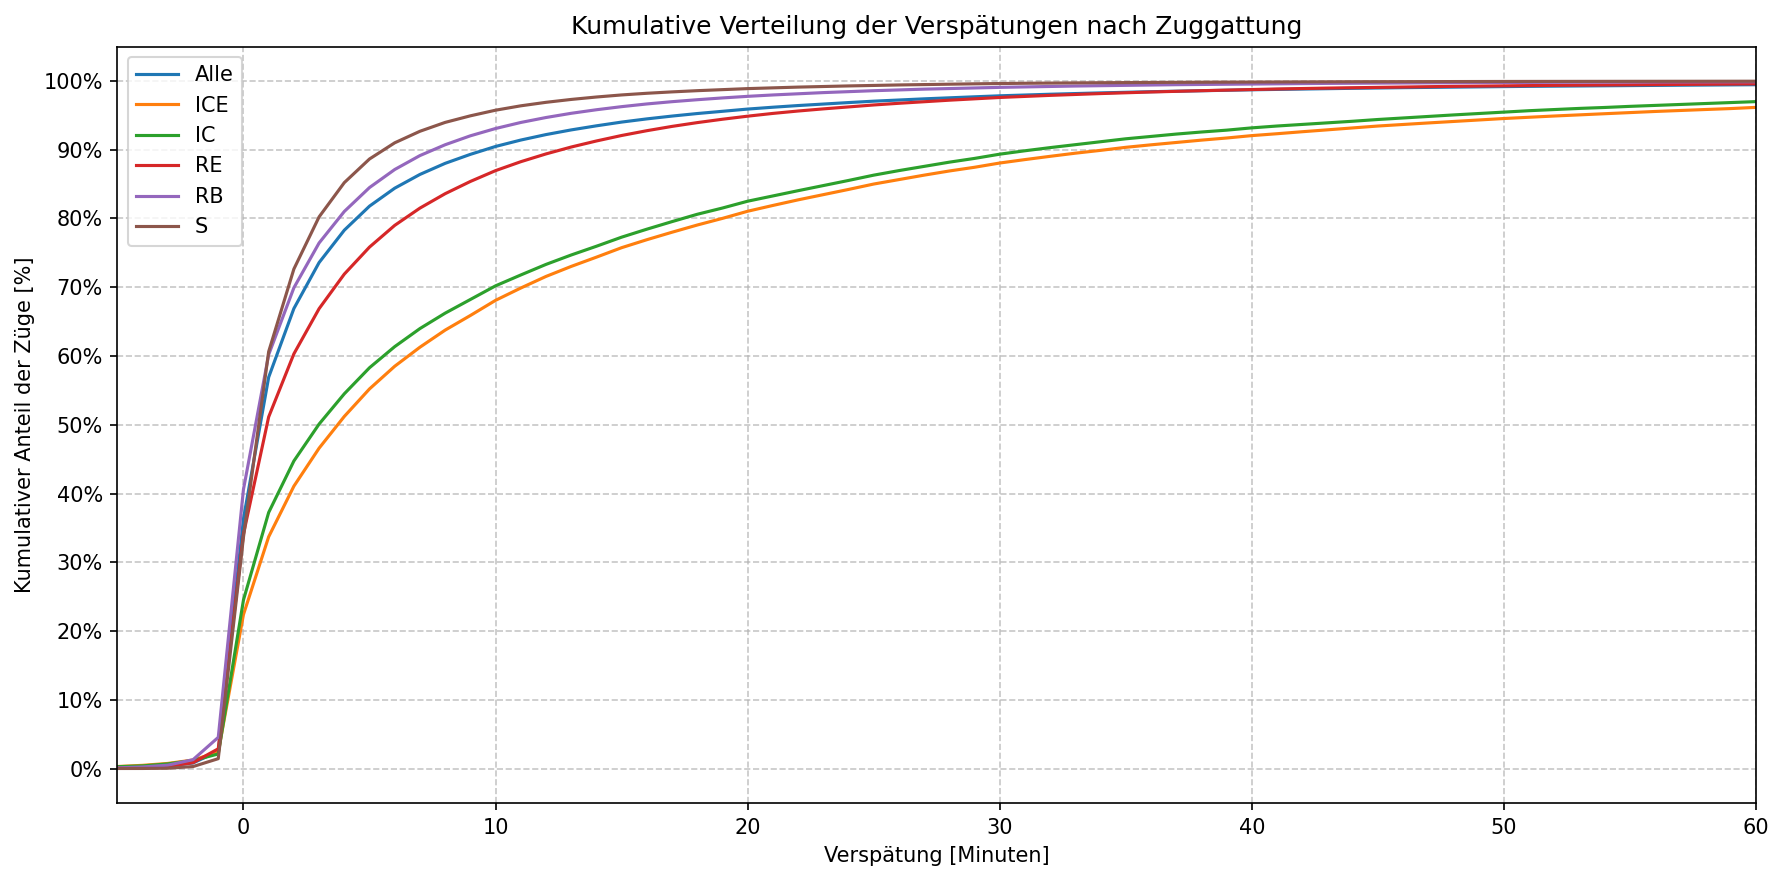 Kumulative Verteilung der Verspätungen nach Zuggattung
Kumulativer Anteil der Züge [%]
100%
90%
80%
70%
60%
50%
40%
30%
20%
10%
0%
Alle
ICE
IC
RE
RB
S
0 10 20 30 40 50 60
Verspätung [Minuten]